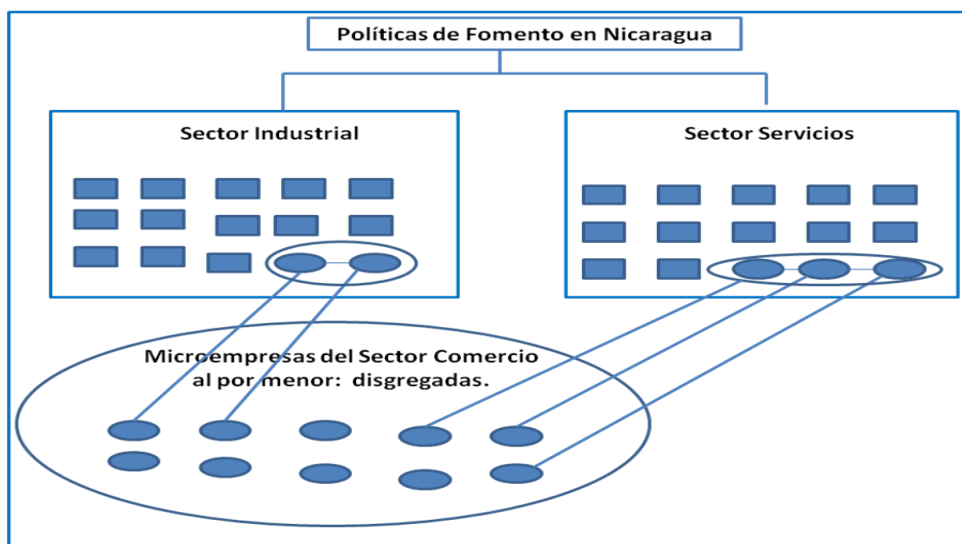 Políticas de Fomento en Nicaragua
Sector Industrial
Sector Servicios
Microempresas del Sector Comercio
al por menor: disgregadas.